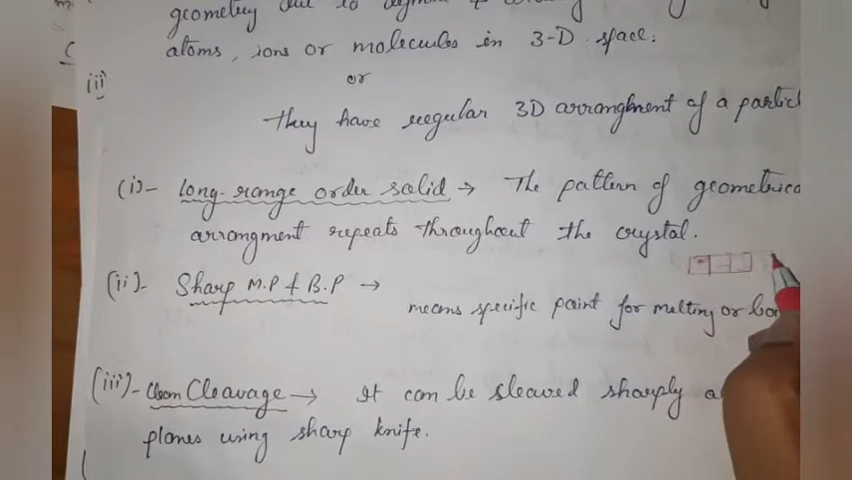 geometry due to
atoms, ions or molecules in 3-D space.
iii)
or
They have regular 3D arrangment of a particl
(i)- Long-range order solid → The pattern of geometrica
arrangment repeats throughout the crystal.
(ii)- Sharp M.P & B.P →
means specific point for melting or bo
(iii)- Clean Cleavage → It can be sleaved sharply a
planes using sharp knife.